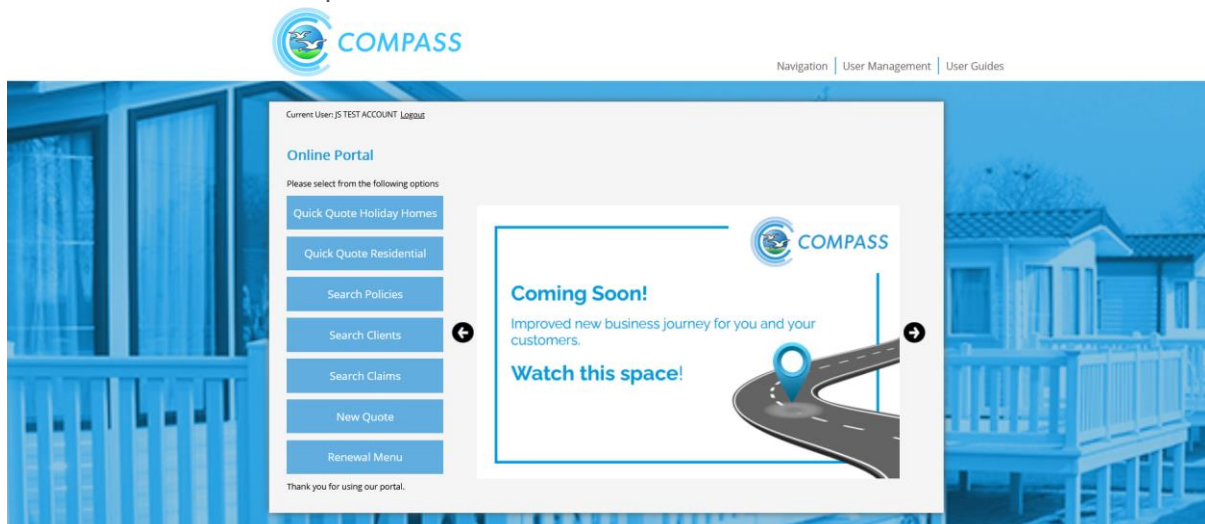 COMPASS
Navigation | User Management | User Guides
Current User: JS TEST ACCOUNT Logout
Online Portal
Please select from the following options
Quick Quote Holiday Homes
Quick Quote Residential
Search Policies
Search Clients
Search Claims
New Quote
Renewal Menu
Thank you for using our portal.
COMPASS
Coming Soon!
Improved new business journey for you and your
customers.
Watch this space!